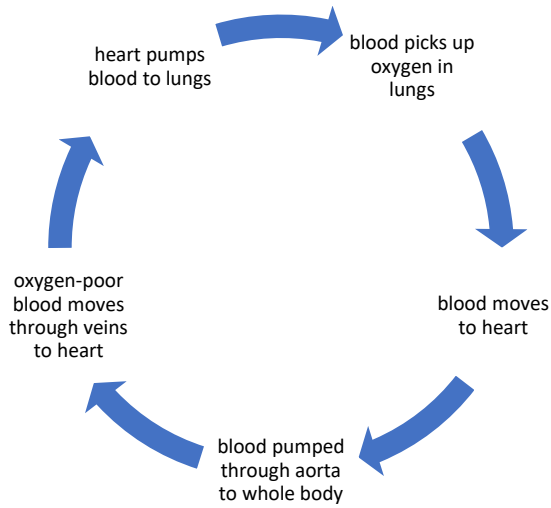 heart pumps
blood to lungs
blood picks up
oxygen in
lungs
blood moves
to heart
blood pumped
through aorta
to whole body
oxygen-poor
blood moves
through veins
to heart